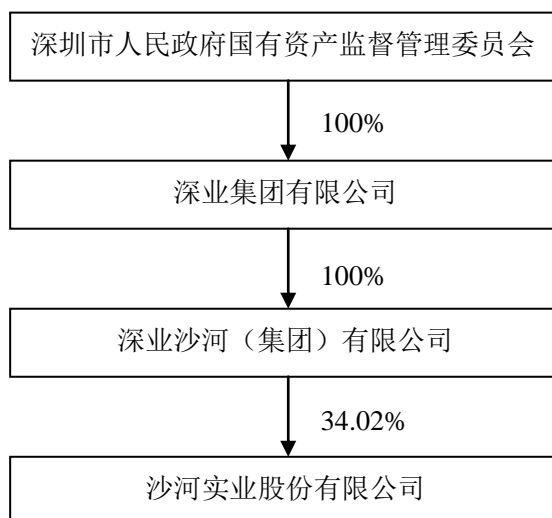 深圳市人民政府国有资产监督管理委员会
100%
深业集团有限公司
100%
深业沙河（集团）有限公司
34.02%
沙河实业股份有限公司